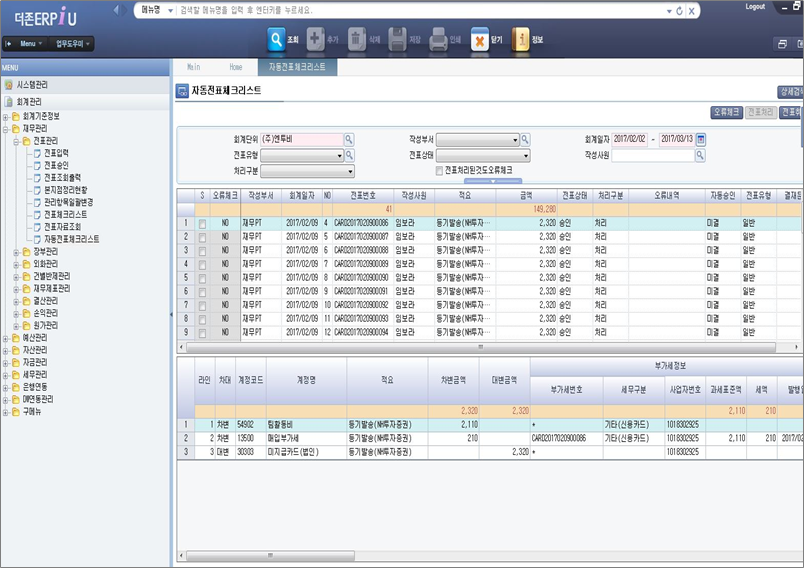 더존ERP iU
메뉴명 검색할 메뉴명을 입력 후 엔터키를 누르세요. Logout
Menu 업무도우미 조회 추가 삭제 저장 인쇄 닫기 정보
MENU Main Home 자동전표체크리스트
시스템관리
회계관리
회계기준정보
재무관리
전표관리
전표입력
전표승인
전표조회출력
본지점정리현황
관리항목일괄변경
전표체크리스트
전표자료조회
자동전표체크리스트
장부관리
외화관리
건별반제관리
재무제표관리
결산관리
손익관리
원가관리
예산관리
자산관리
자금관리
세무관리
은행연동
구메뉴
자동전표체크리스트 상세검색
오류체크 전표처리 전표취
회계단위 (주)엔투비 작성부서 회계일자 2017/02/02 - 2017/03/13
전표유형 전표상태 작성사원
처리구분 전표처리된것도오류체크
S 오류체크 작성부서 회계일자 NO 전표번호 작성사원 적요 금액 전표상태 처리구분 오류내역 자동승인 전표유형 결재문
41 149,280
1 NO 재무PT 2017/02/09 4 CARD2017020900086 임보라 등기발송(NH투자··· 2,320 승인 처리 미결 일반
2 NO 재무PT 2017/02/09 5 CARD2017020900087 임보라 등기발송(NH투자··· 2,320 승인 처리 미결 일반
3 NO 재무PT 2017/02/09 6 CARD2017020900088 임보라 등기발송(NH투자··· 2,320 승인 처리 미결 일반
4 NO 재무PT 2017/02/09 7 CARD2017020900089 임보라 등기발송(NH투자··· 2,320 승인 처리 미결 일반
5 NO 재무PT 2017/02/09 8 CARD2017020900090 임보라 등기발송(NH투자··· 2,320 승인 처리 미결 일반
6 NO 재무PT 2017/02/09 9 CARD2017020900091 임보라 등기발송(NH투자··· 2,320 승인 처리 미결 일반
7 NO 재무PT 2017/02/09 10 CARD2017020900092 임보라 등기발송(NH투자··· 2,320 승인 처리 미결 일반
8 NO 재무PT 2017/02/09 11 CARD2017020900093 임보라 등기발송(NH투자··· 2,320 승인 처리 미결 일반
9 NO 재무PT 2017/02/09 12 CARD2017020900094 임보라 등기발송(NH투자··· 2,320 승인 처리 미결 일반
라인 차대 계정코드 계정명 적요 차변금액 대변금액 부가세정보
부가세번호 세무구분 사업자번호 과세표준액 세액 발행일
2,320 2,320 2,110 210
1 1 차변 54902 팀활동비 등기발송(NH투자증권) 2,110 + 기타(신용카드) 1018302925
2 2 차변 13500 매입부가세 등기발송(NH투자증권) 210 CARD2017020900086 기타(신용카드) 1018302925 2,110 210 2017/02
3 3 대변 30303 미지급카드(법인) 등기발송(NH투자증권) 2,320 + 1018302925